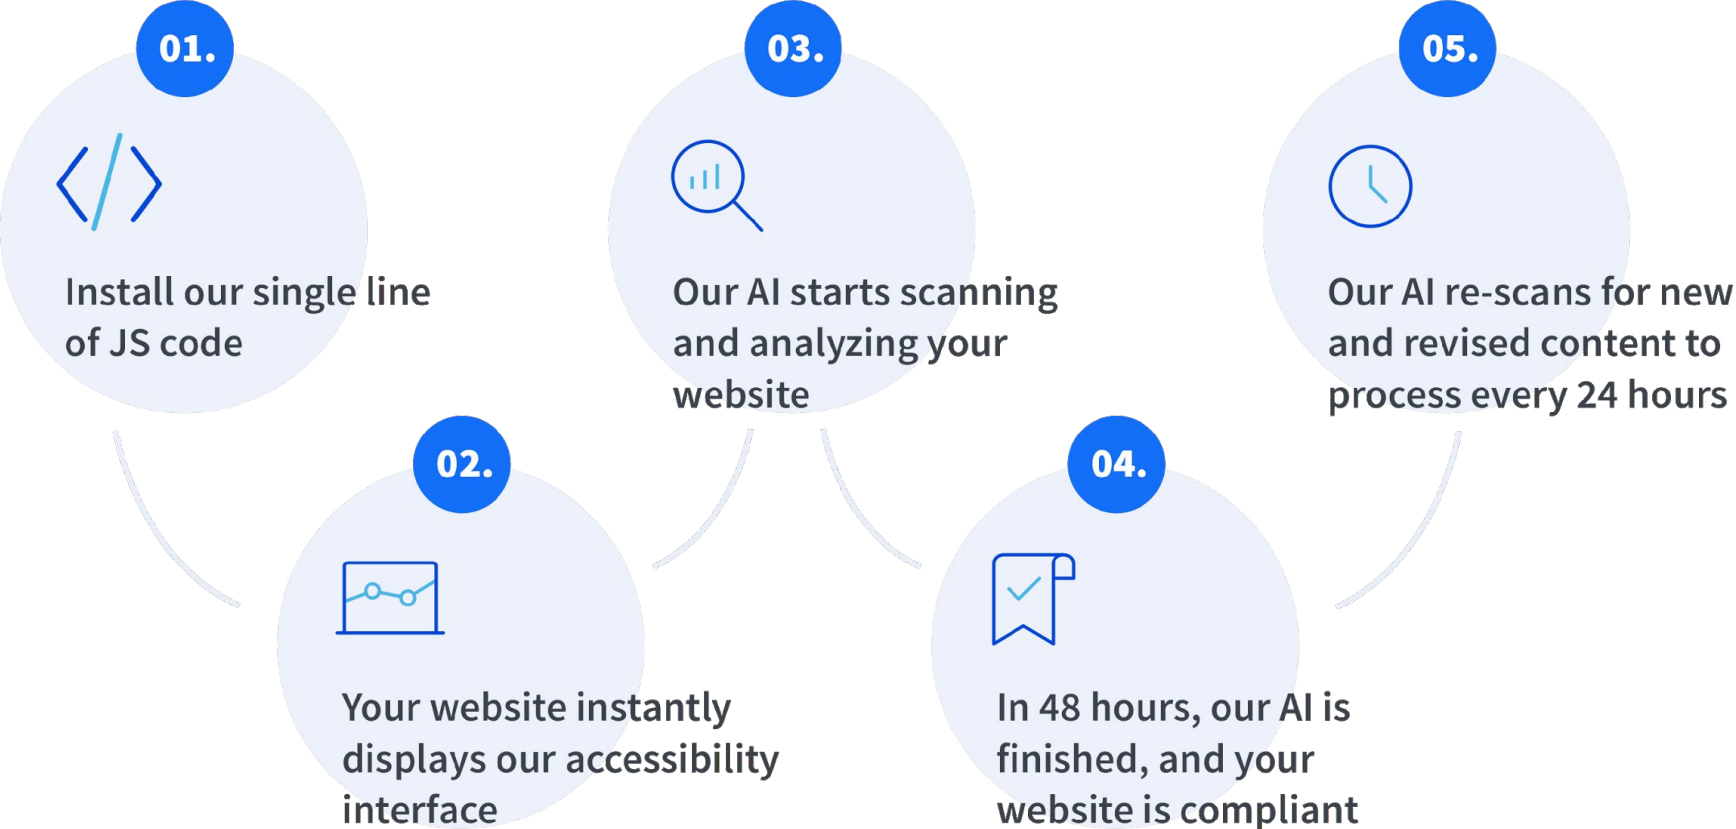 01.
Install our single line
of JS code
02.
Your website instantly
displays our accessibility
interface
03.
Our AI starts scanning
and analyzing your
website
04.
In 48 hours, our AI is
finished, and your
website is compliant
05.
Our AI re-scans for new
and revised content to
process every 24 hours